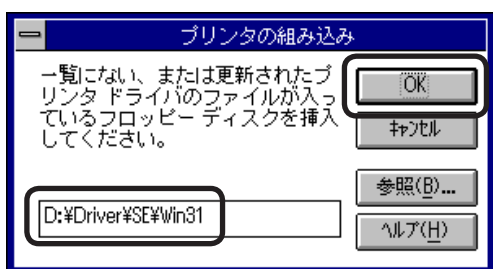 プリンタの組み込み
一覧にない、または更新されたプ
リンタ ドライバのファイルが入っ
ているフロッピー ディスクを挿入
してください。
D:¥Driver¥SE¥Win31
OK
ｷｬﾝｾﾙ
参照(B)...
ﾍﾙﾌﾟ(H)